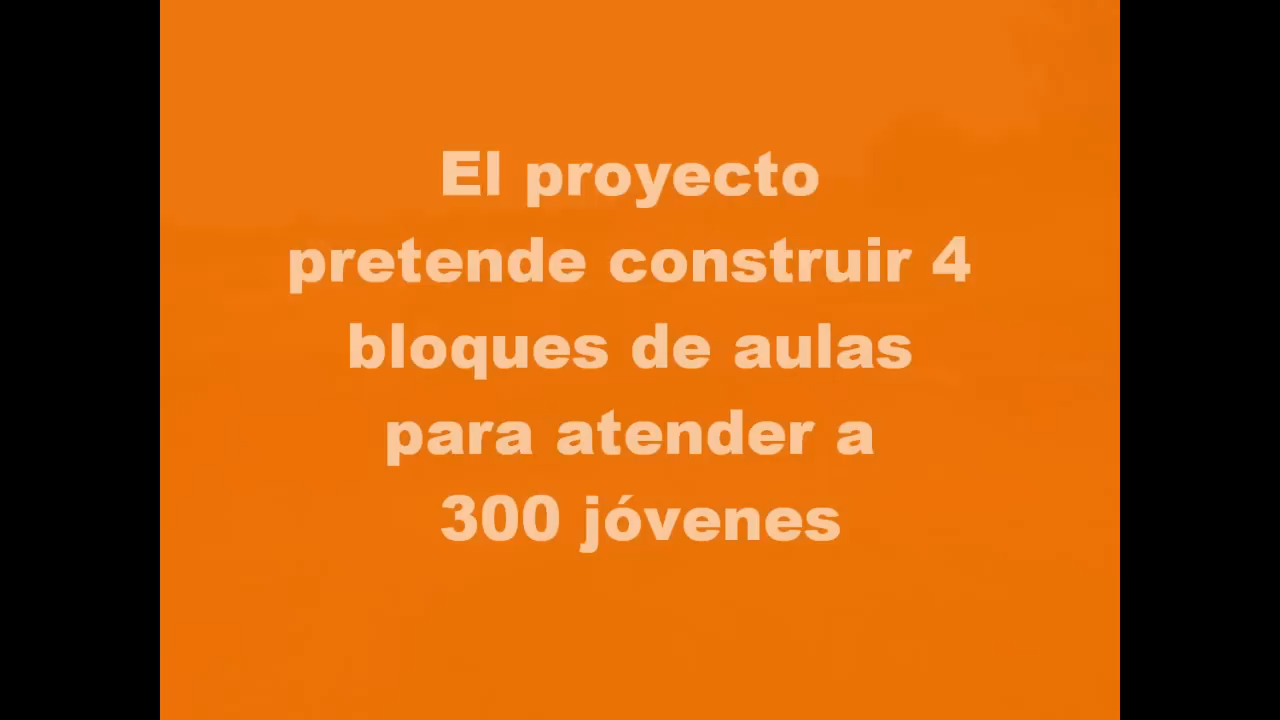 El proyecto
pretende construir 4
bloques de aulas
para atender a
300 jóvenes